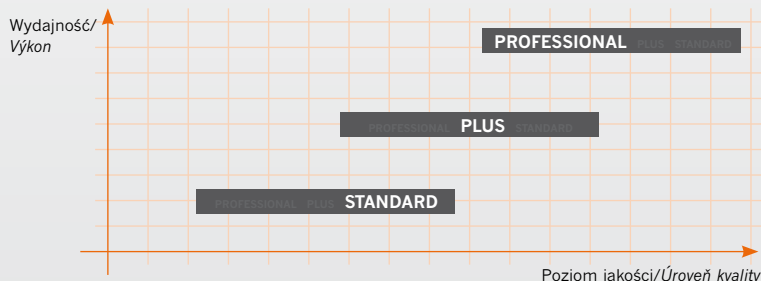 Wydajność/
Výkon
PROFESSIONAL PLUS STANDARD
PROFESSIONAL PLUS STANDARD
PROFESSIONAL PLUS STANDARD
Poziom jakości/Úroveň kvality